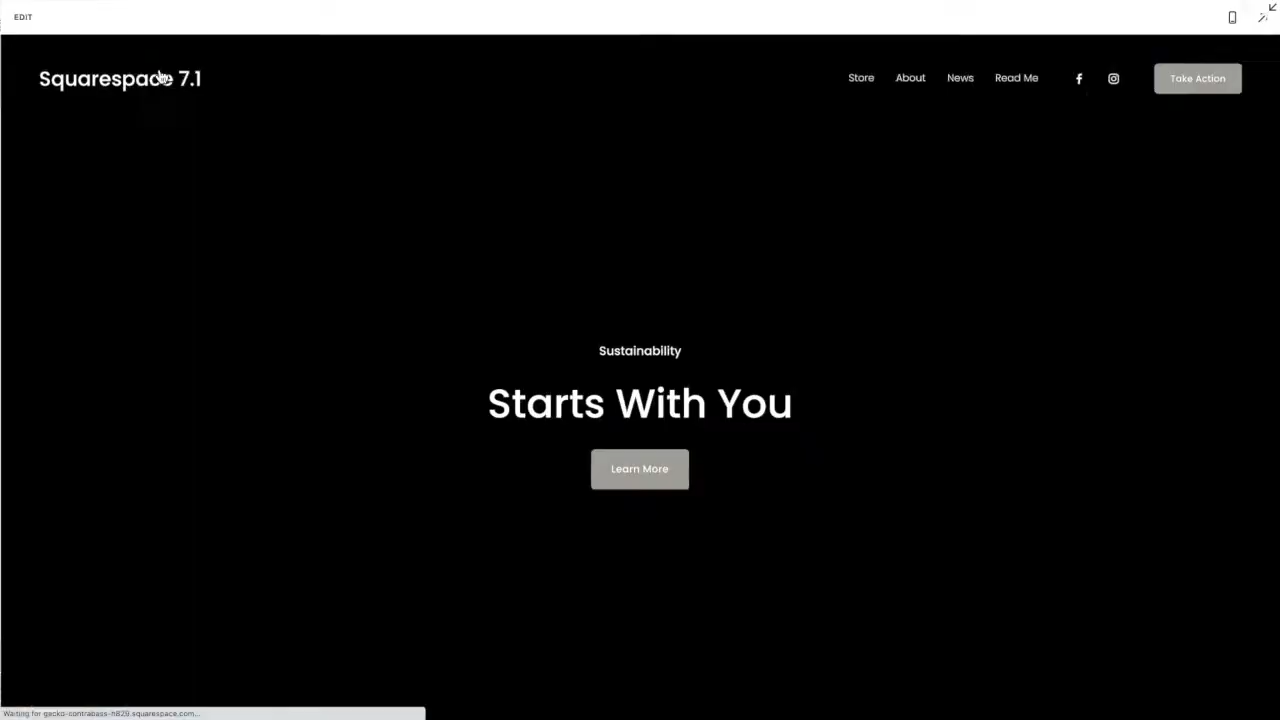 EDIT
Squarespace 7.1
Store About News Read Me Take Action
Sustainability
Starts With You
Learn More
Waiting for gecko-contrabass-h829.squarespace.com...